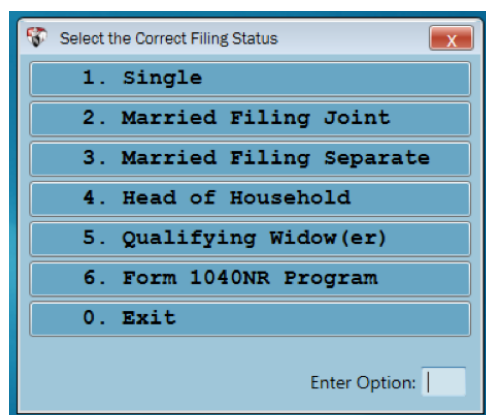 Select the Correct Filing Status
X
1. Single
2. Married Filing Joint
3. Married Filing Separate
4. Head of Household
5. Qualifying Widow(er)
6. Form 1040NR Program
0. Exit
Enter Option: